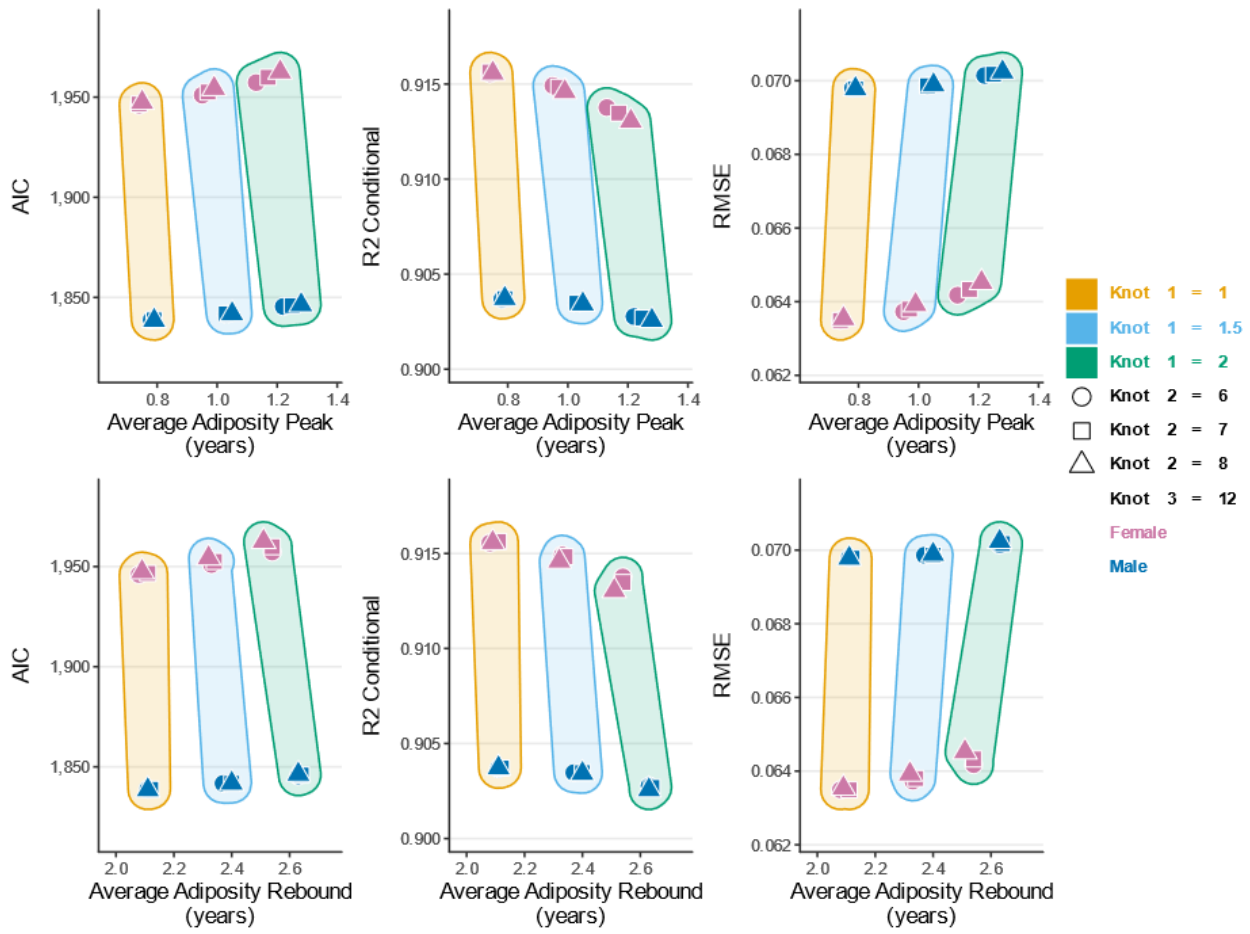 AIC
1,950
1,900
1,850
0.8 1.0 1.2 1.4
Average Adiposity Peak
(years)
R2 Conditional
0.915
0.910
0.905
0.900
0.8 1.0 1.2 1.4
Average Adiposity Peak
(years)
RMSE
0.070
0.068
0.066
0.064
0.062
0.8 1.0 1.2 1.4
Average Adiposity Peak
(years)
Knot 1 = 1
Knot 1 = 1.5
Knot 1 = 2
Knot 2 = 6
Knot 2 = 7
Knot 2 = 8
Knot 3 = 12
Female
Male
AIC
1,950
1,900
1,850
2.0 2.2 2.4 2.6
Average Adiposity Rebound
(years)
R2 Conditional
0.915
0.910
0.905
0.900
2.0 2.2 2.4 2.6
Average Adiposity Rebound
(years)
RMSE
0.070
0.068
0.066
0.064
0.062
2.0 2.2 2.4 2.6
Average Adiposity Rebound
(years)